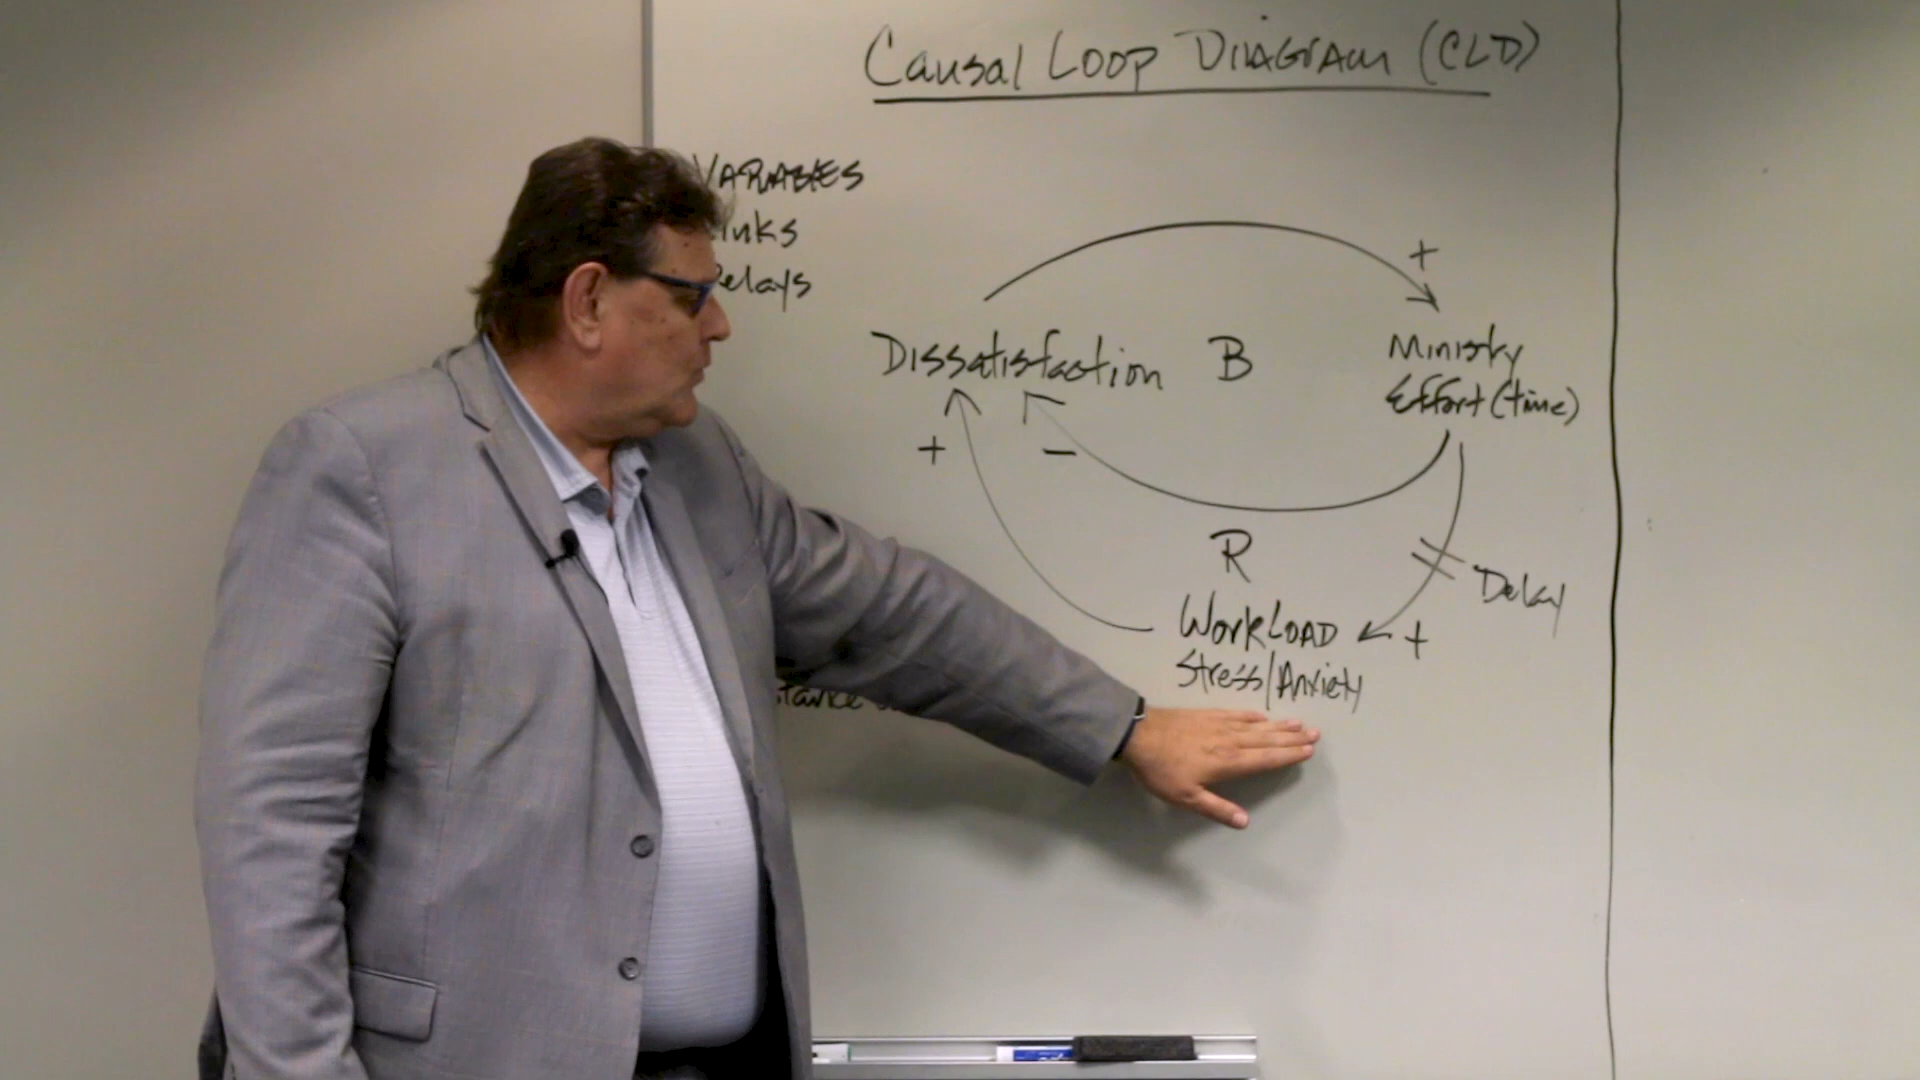 Causal Loop DIAGRAM (CLD)
VARIABLES
Links
Delays
+
Dissatisfaction B Ministry
Effort (time)
+ −
R
Delay
WORKLOAD +
Stress/Anxiety